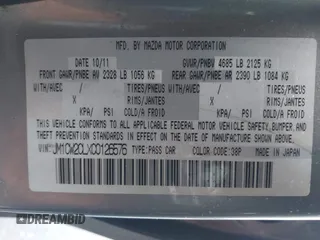 MFD. BY MAZDA MOTOR CORPORATION
DATE 10/11 GVWR/PNBV 4685 LB 2125 KG
FRONT GAWR/PNBE AV 2328 LB 1056 KG REAR GAWR/PNBE AR 2390 LB 1084 KG
WITH/AVEC / TIRES/PNEUS WITH/AVEC / TIRES/PNEUS
X RIMS/JANTES X RIMS/JANTES
KPA/ PSI COLD/A FROID KPA/ PSI COLD/A FROID
THIS VEHICLE CONFORMS TO ALL APPLICABLE FEDERAL MOTOR VEHICLE SAFETY, BUMPER,
AND THEFT PREVENTION STANDARDS IN EFFECT ON THE DATE OF MANUFACTURE
SHOWN ABOVE.
VIN: TYPE: PASS CAR COLOR CODE: 38P MADE IN JAPAN
DREAMBID